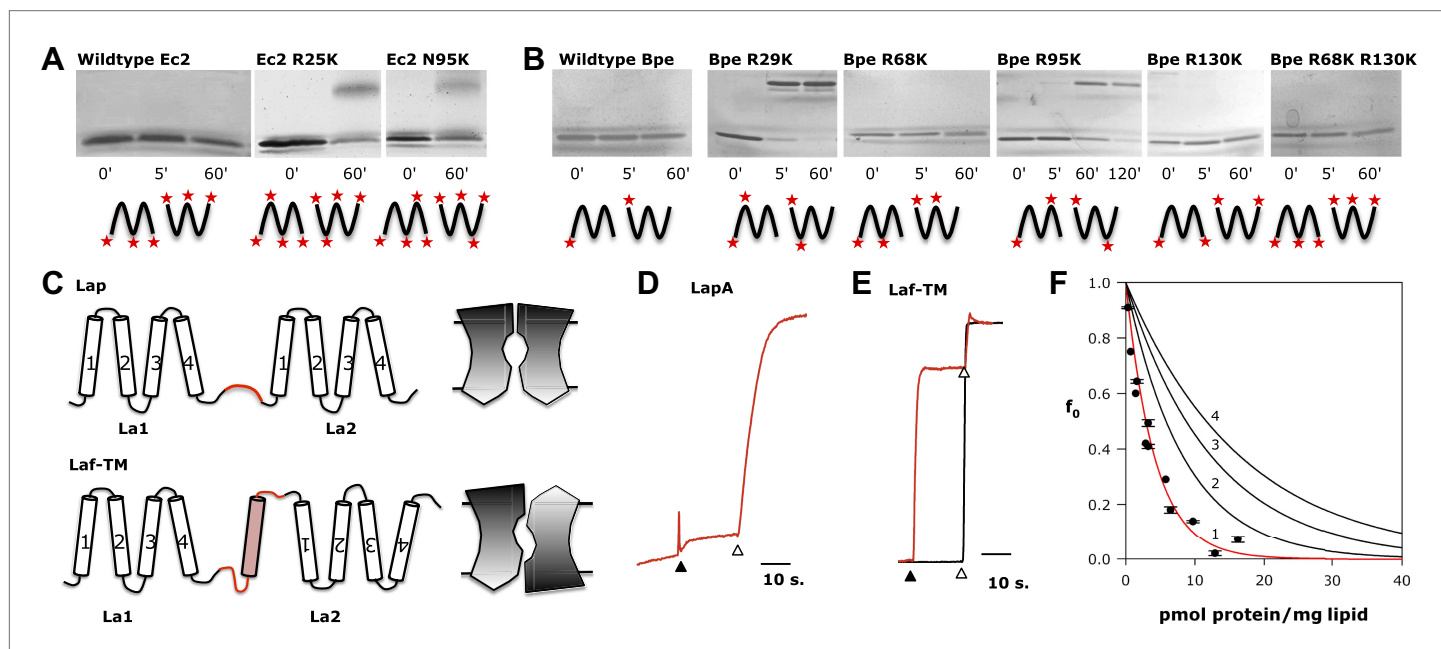 A Wildtype Ec2 Ec2 R25K Ec2 N95K B Wildtype Bpe Bpe R29K Bpe R68K Bpe R95K Bpe R130K Bpe R68K R130K
0' 5' 60' 0' 60' 0' 60' 0' 5' 60' 0' 5' 60' 0' 5' 60' 0' 5' 60' 120' 0' 5' 60' 0' 5' 60'
C Lap
1 2 3 4 1 2 3 4
La1 La2
Laf-TM
1 2 3 4 1 2 3 4
La1 La2
D LapA
10 s.
E Laf-TM
10 s.
F
1.0
0.8
0.6
f0
0.4
0.2
0.0
4
3
2
1
0 10 20 30 40
pmol protein/mg lipid